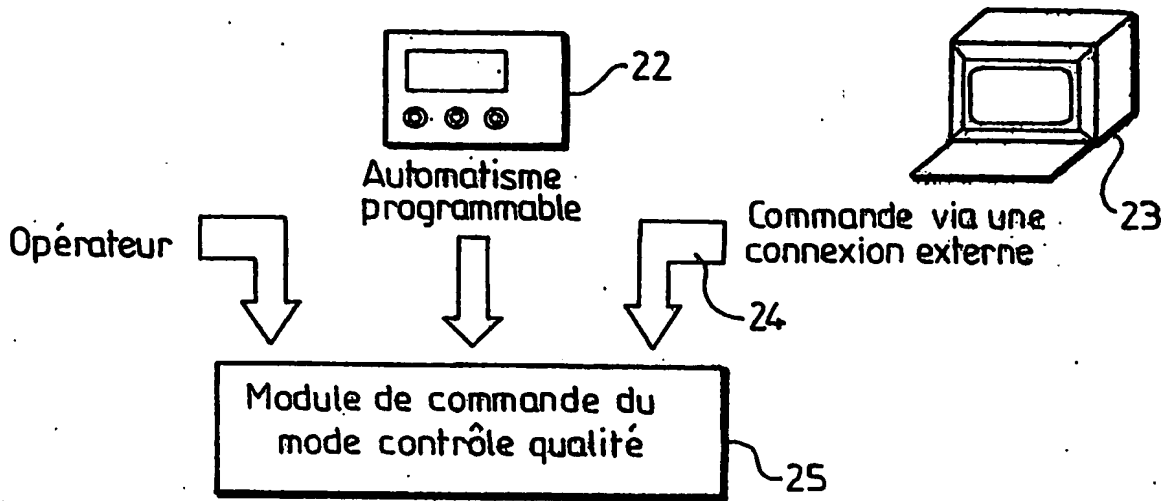 22
Automatisme
programmable
23
Opérateur
Commande via une
connexion externe
24
Module de commande du
mode contrôle qualité
25